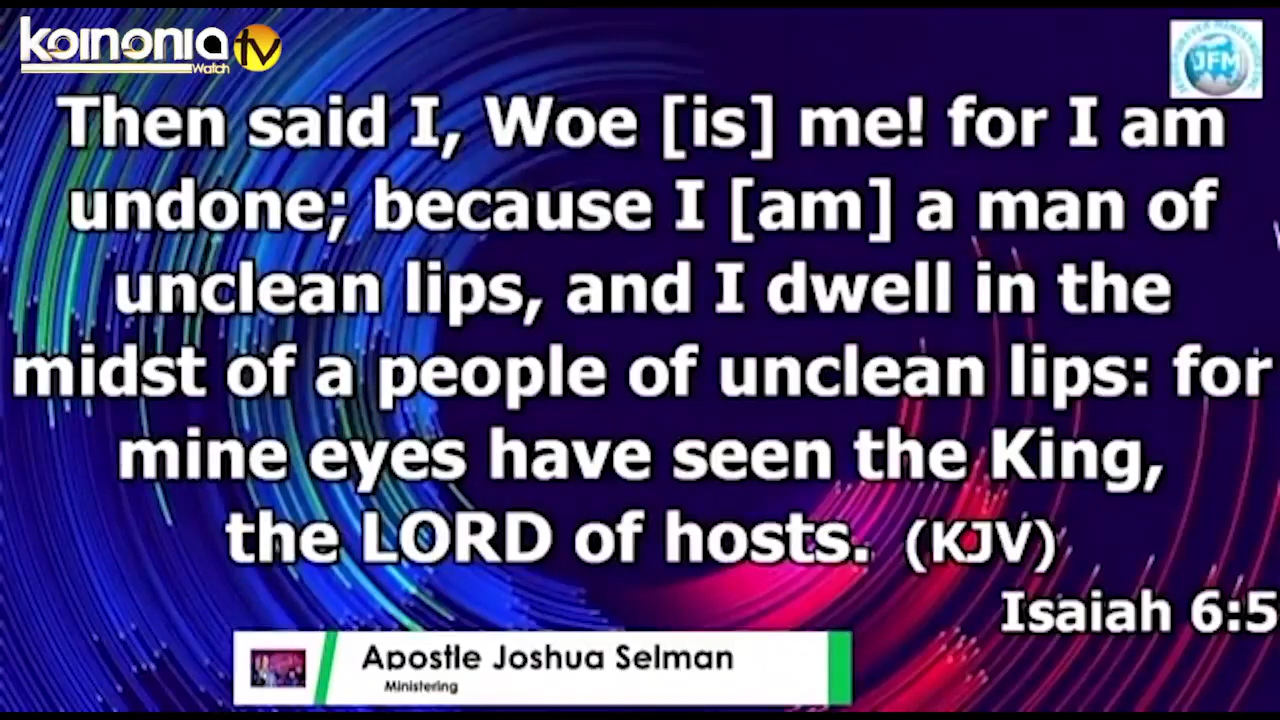 koinonia tv
Watch
JFM
Then said I, Woe [is] me! for I am
undone; because I [am] a man of
unclean lips, and I dwell in the
midst of a people of unclean lips: for
mine eyes have seen the King,
the LORD of hosts. (KJV)
Isaiah 6:5
Apostle Joshua Selman
Ministering